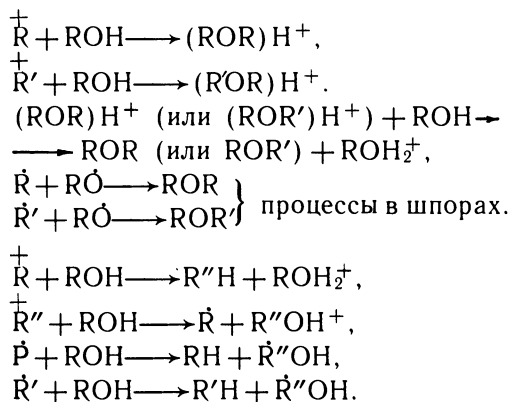 R⁺ + ROH ⟶ (ROR)H⁺,
R⁺′ + ROH ⟶ (R′OR)H⁺.
(ROR)H⁺ (или (ROR′)H⁺) + ROH →
⟶ ROR (или ROR′) + ROH₂⁺,
Ṙ + RȮ ⟶ ROR
Ṙ′ + RȮ ⟶ ROR′ } процессы в шпорах.
R⁺ + ROH ⟶ R″H + ROH₂⁺,
R⁺″ + ROH ⟶ Ṙ + R″OH⁺,
Ṗ + ROH ⟶ RH + Ṙ″OH,
Ṙ′ + ROH ⟶ R′H + Ṙ″OH.